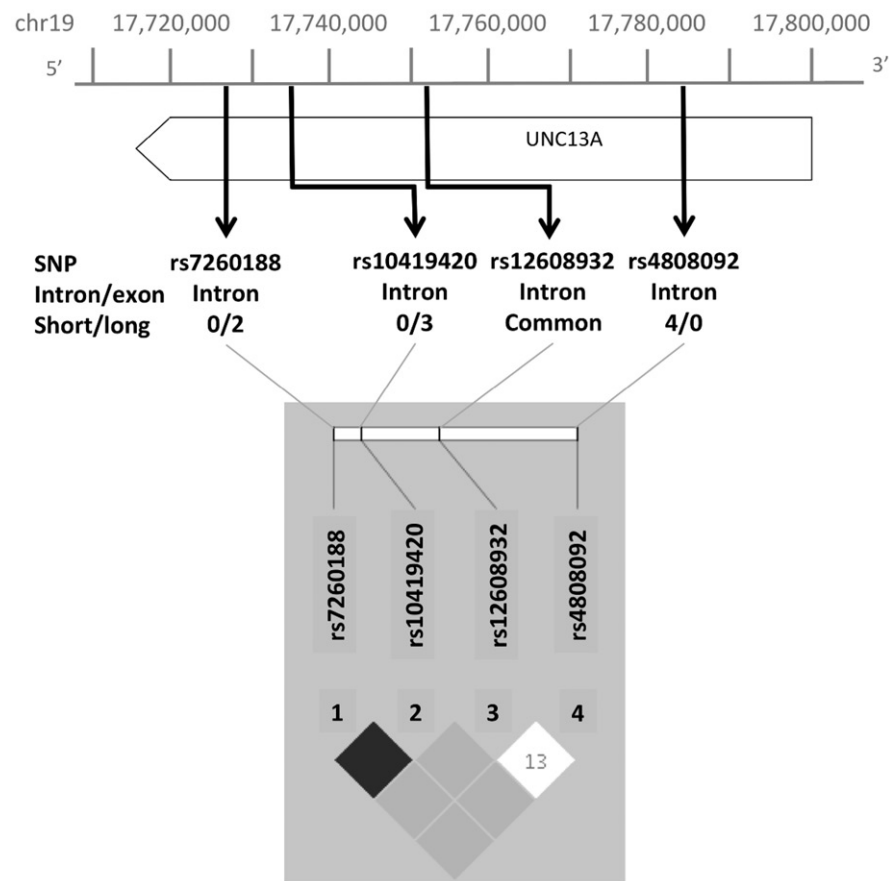 chr19 17,720,000 17,740,000 17,760,000 17,780,000 17,800,000
5’ 3’
UNC13A
SNP rs7260188 rs10419420 rs12608932 rs4808092
Intron/exon Intron Intron Intron Intron
Short/long 0/2 0/3 Common 4/0
rs7260188 rs10419420 rs12608932 rs4808092
1 2 3 4
13